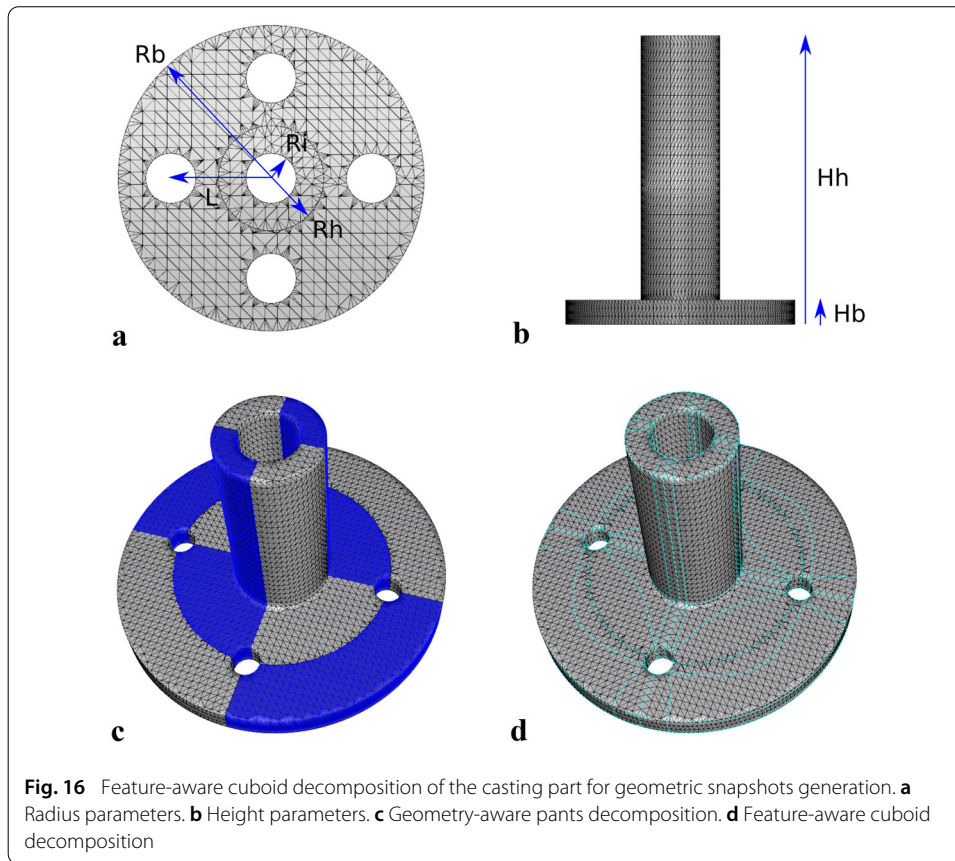 Rb
Ri
L
Rh
a
Hh
Hb
b
c
d
Fig. 16 Feature-aware cuboid decomposition of the casting part for geometric snapshots generation. a
Radius parameters. b Height parameters. c Geometry-aware pants decomposition. d Feature-aware cuboid
decomposition